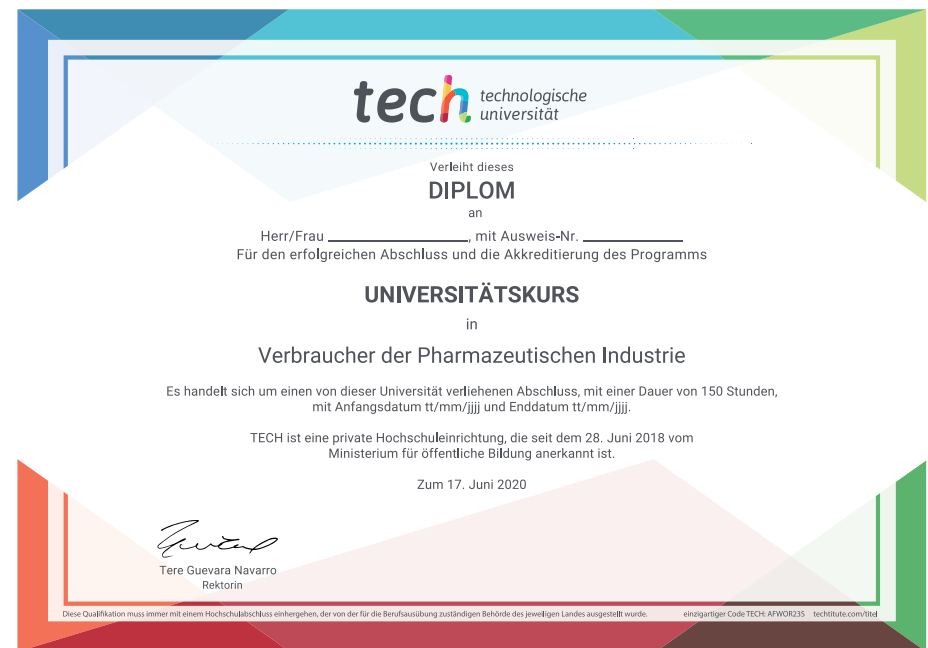 tech technologische
universität
Verleiht dieses
DIPLOM
an
Herr/Frau ____________________, mit Ausweis-Nr. ______________
Für den erfolgreichen Abschluss und die Akkreditierung des Programms
UNIVERSITÄTSKURS
in
Verbraucher der Pharmazeutischen Industrie
Es handelt sich um einen von dieser Universität verliehenen Abschluss, mit einer Dauer von 150 Stunden,
mit Anfangsdatum tt/mm/jjjj und Enddatum tt/mm/jjjj.
TECH ist eine private Hochschuleinrichtung, die seit dem 28. Juni 2018 vom
Ministerium für öffentliche Bildung anerkannt ist.
Zum 17. Juni 2020
Tere Guevara Navarro
Rektorin
Diese Qualifikation muss immer mit einem Hochschulabschluss einhergehen, der von der für die Berufsausübung zuständigen Behörde des jeweiligen Landes ausgestellt wurde. einzigartiger Code TECH: AFWOR23S techtitute.com/titel